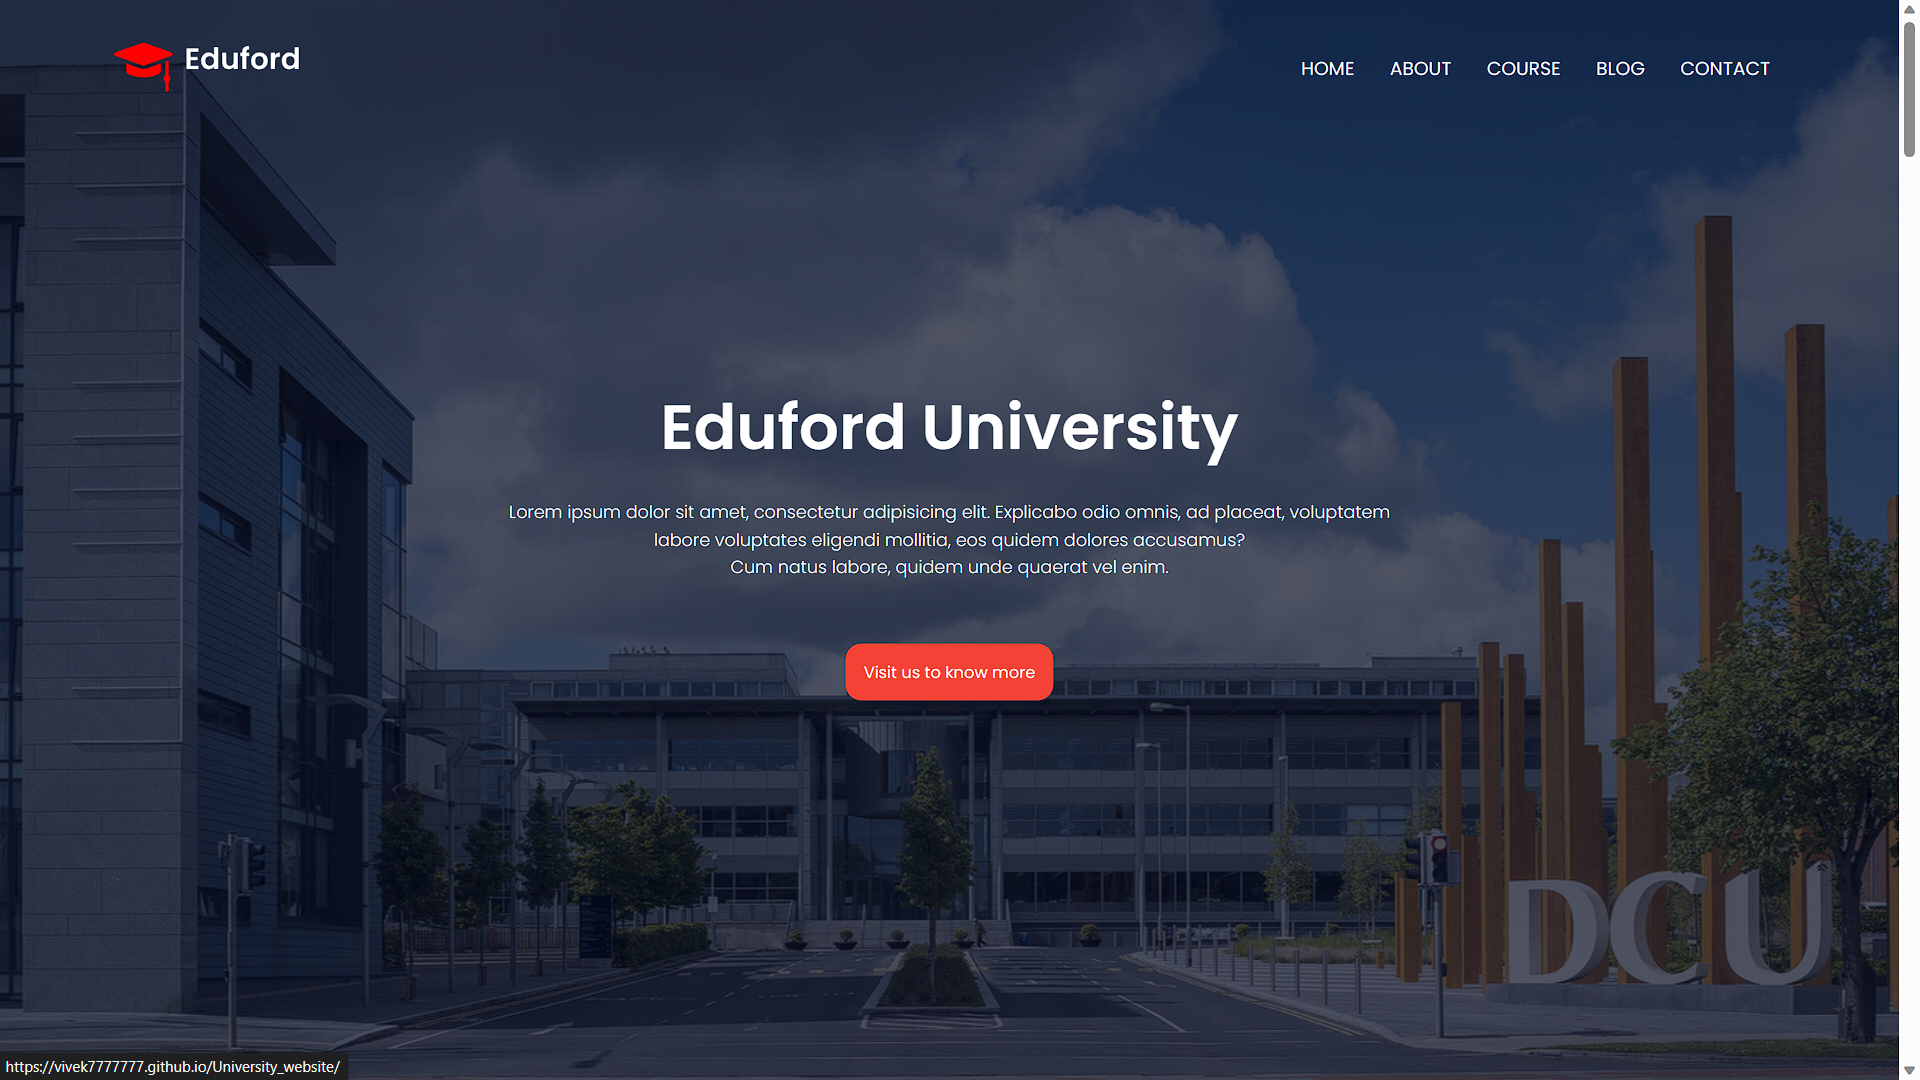 Eduford
HOME ABOUT COURSE BLOG CONTACT
Eduford University
Lorem ipsum dolor sit amet, consectetur adipisicing elit. Explicabo odio omnis, ad placeat, voluptatem
labore voluptates eligendi mollitia, eos quidem dolores accusamus?
Cum natus labore, quidem unde quaerat vel enim.
Visit us to know more
DCU
https://vivek7777777.github.io/University_website/